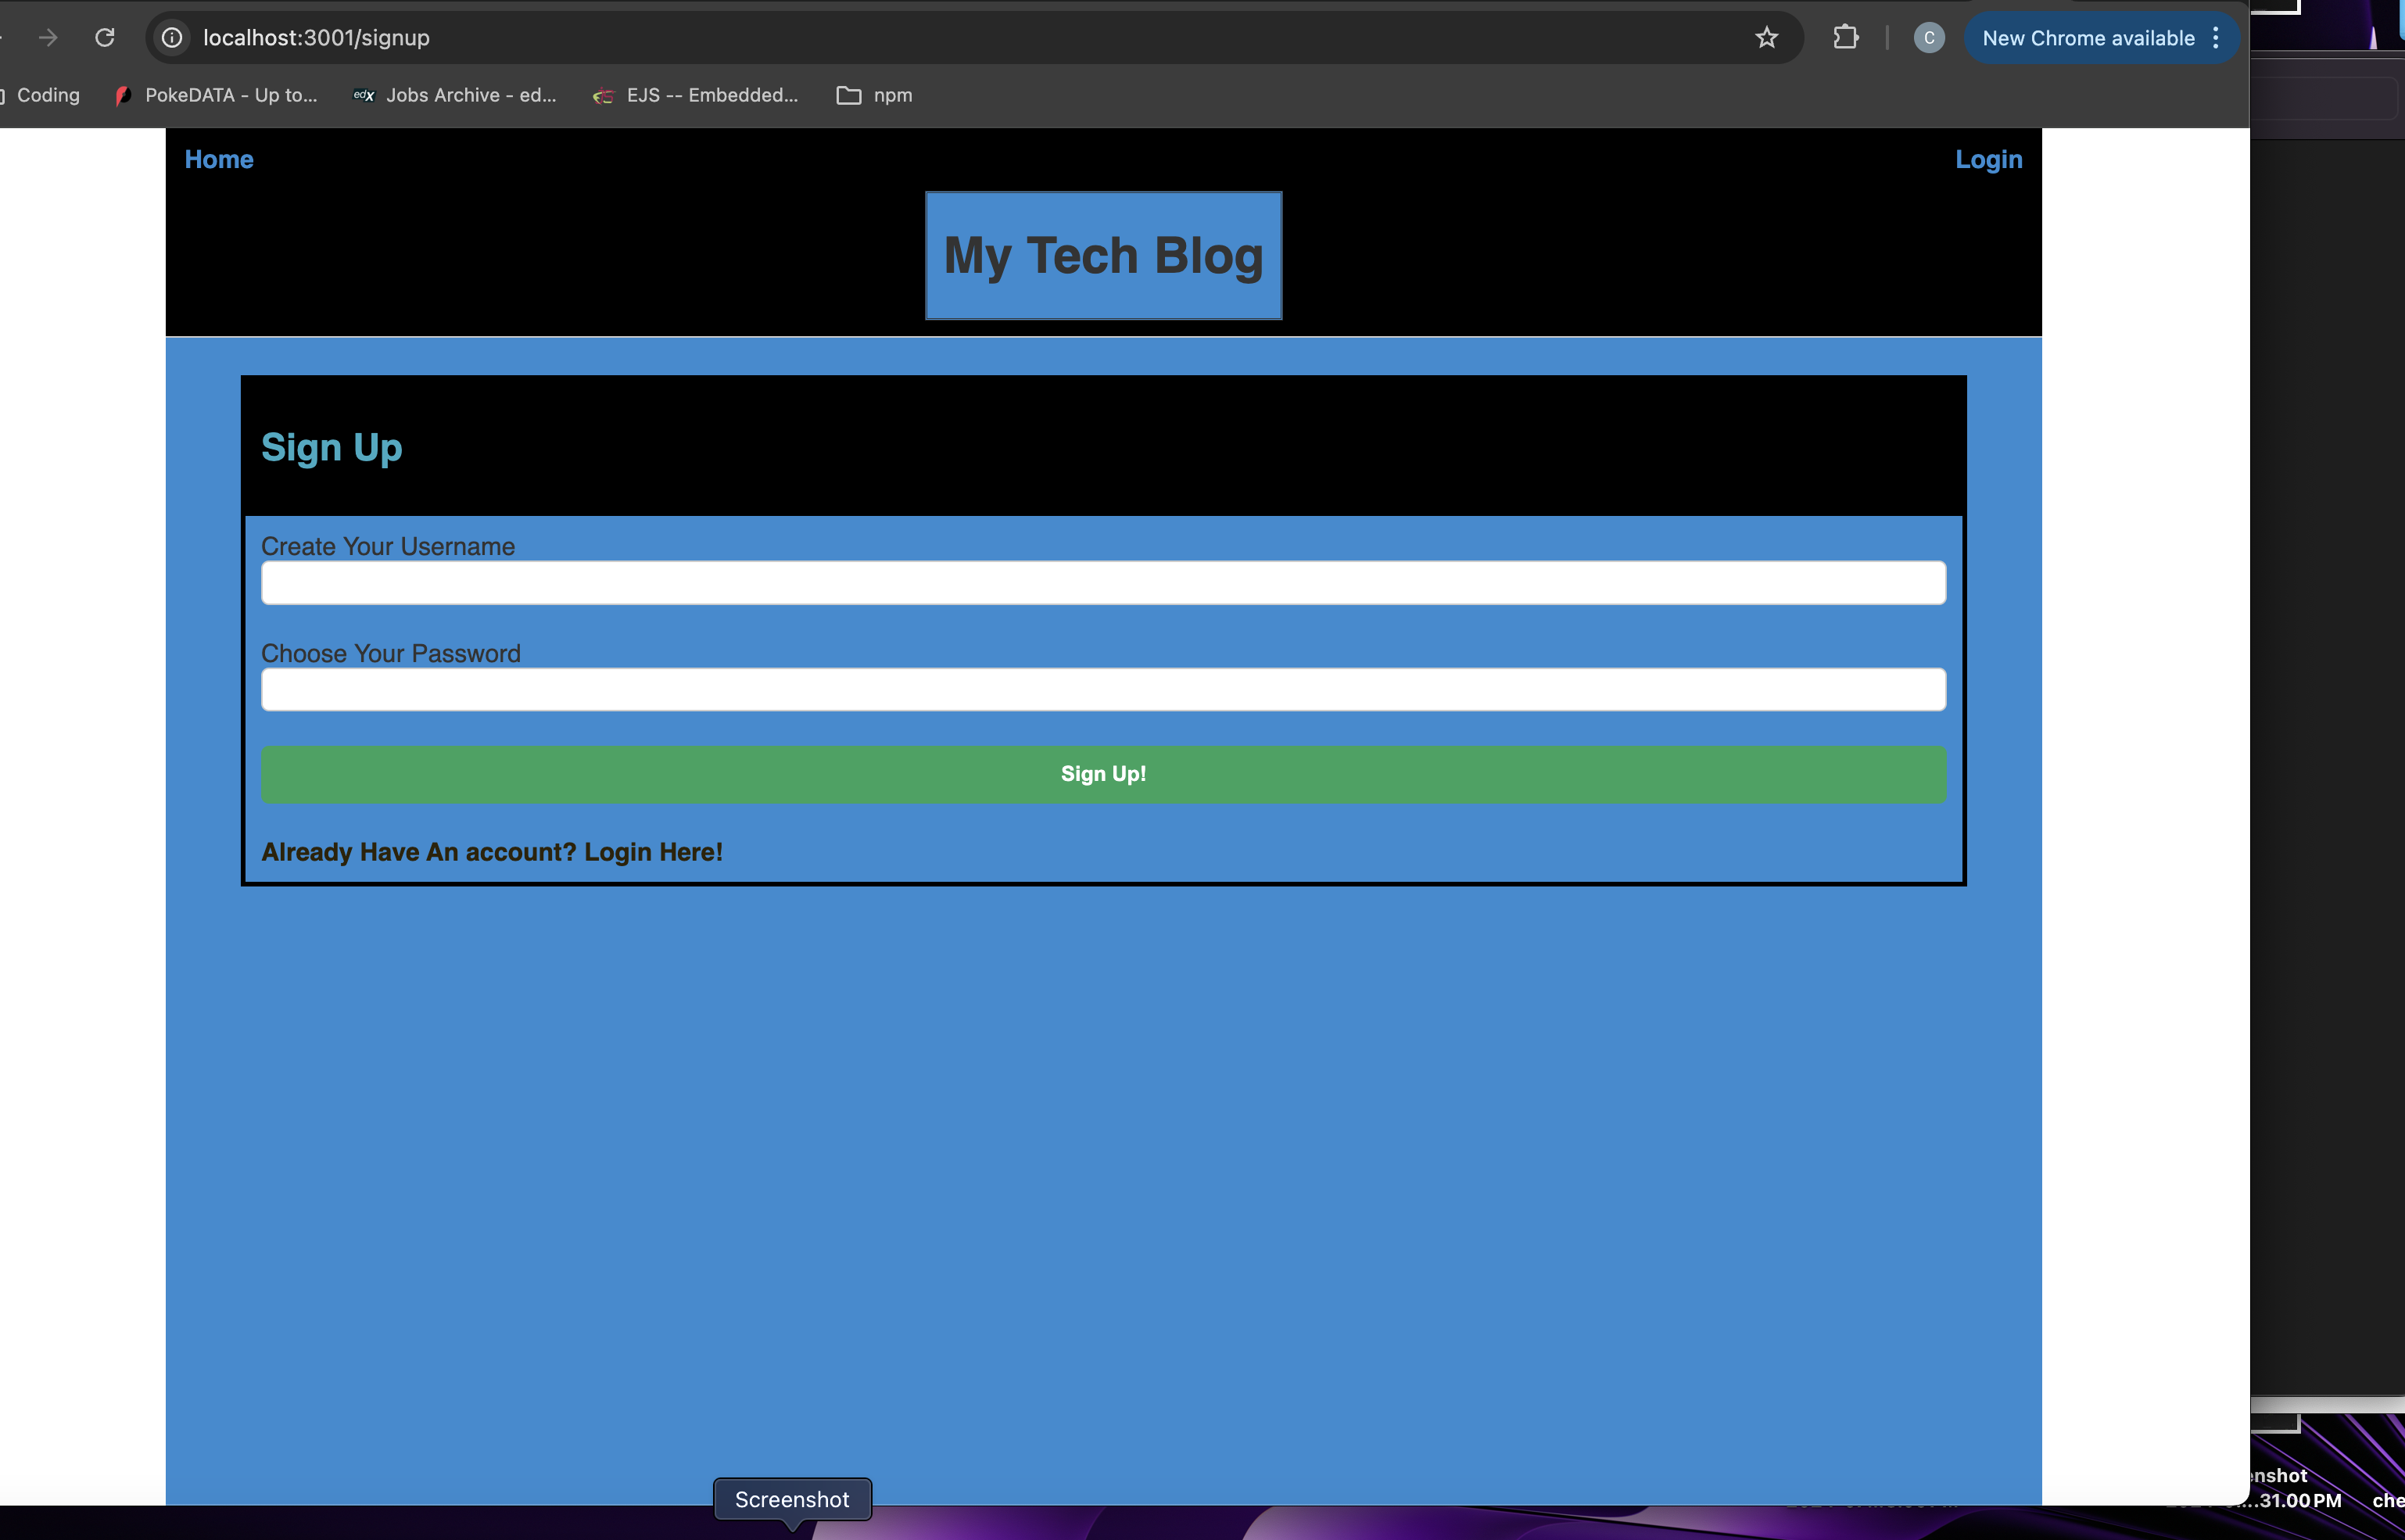 localhost:3001/signup
C
New Chrome available
Coding
PokeDATA - Up to...
edX
Jobs Archive - ed...
EJS -- Embedded...
npm
Home
Login
My Tech Blog
Sign Up
Create Your Username
Choose Your Password
Sign Up!
Already Have An account? Login Here!
Screenshot
enshot
...31.00 PM
che